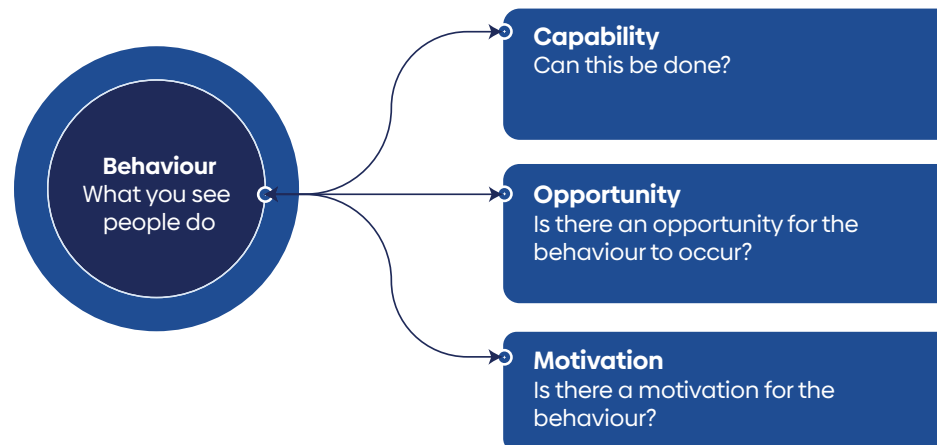 Behaviour
What you see
people do
Capability
Can this be done?
Opportunity
Is there an opportunity for the
behaviour to occur?
Motivation
Is there a motivation for the
behaviour?